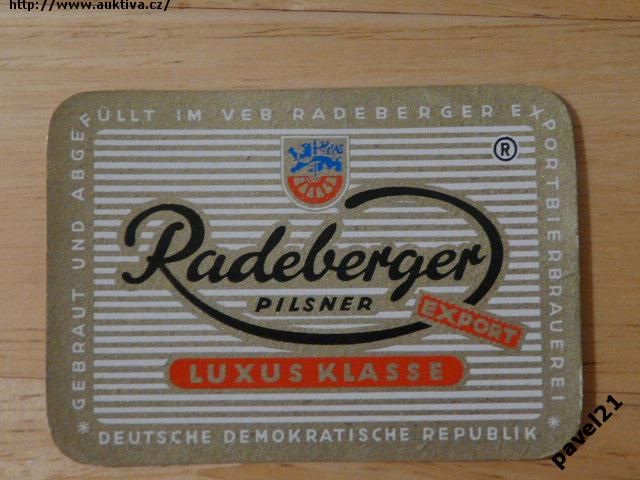 http://www.auktiva.cz/
GEBRAUT UND ABGEFÜLLT IM VEB RADEBERGER EXPORTBIERBRAUEREI
®
Radeberger
PILSNER
EXPORT
LUXUS KLASSE
* DEUTSCHE DEMOKRATISCHE REPUBLIK *
pavel21